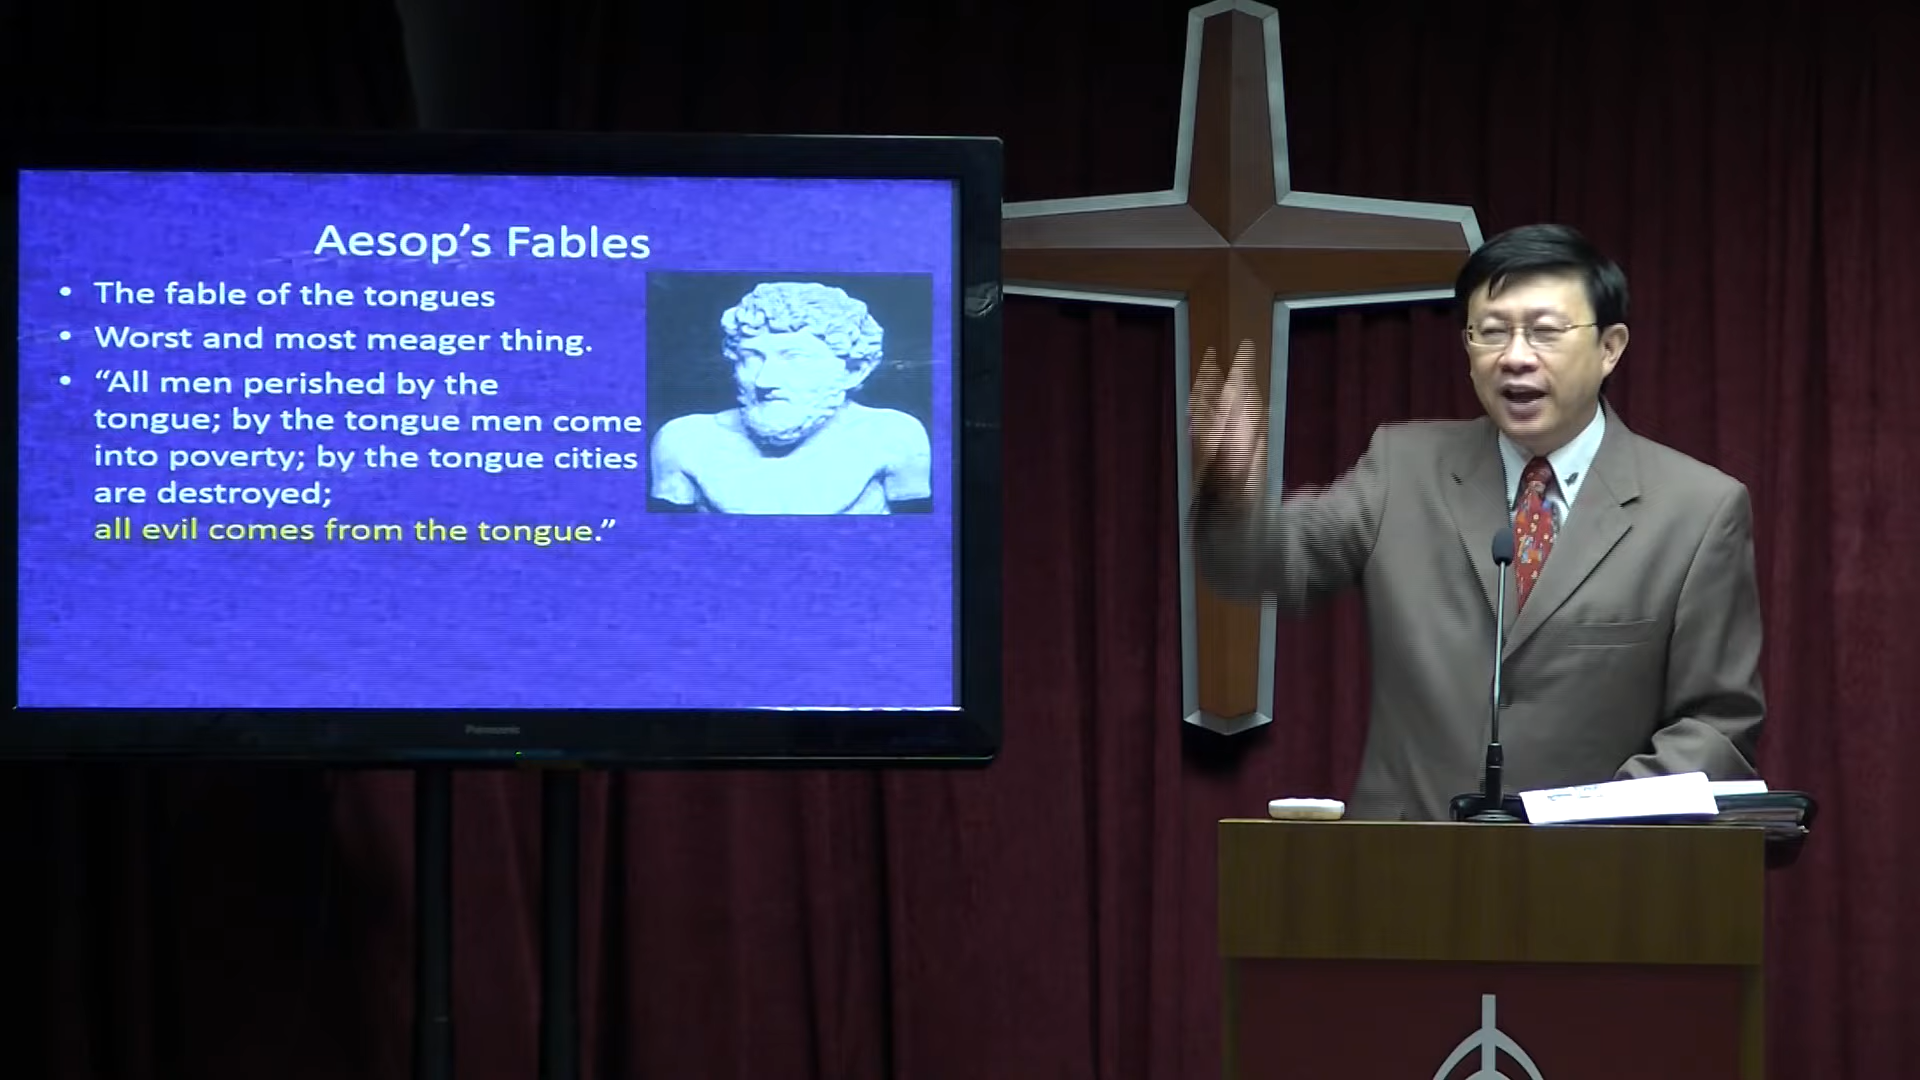 Aesop's Fables
• The fable of the tongues
• Worst and most meager thing.
• “All men perished by the
tongue; by the tongue men come
into poverty; by the tongue cities
are destroyed;
all evil comes from the tongue.”
Panasonic